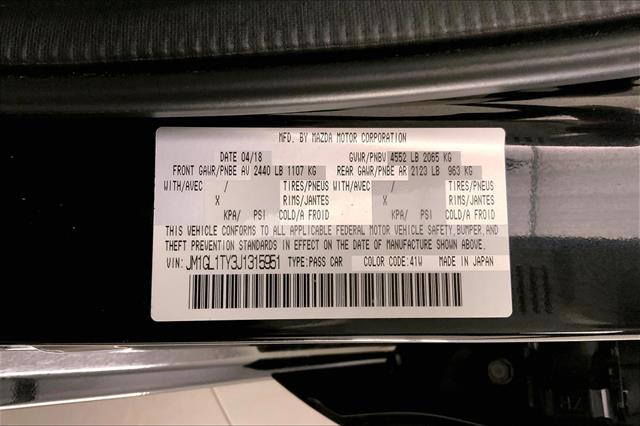 MFD. BY MAZDA MOTOR CORPORATION
DATE 04/18 GVWR/PNBV 4552 LB 2065 KG
FRONT GAWR/PNBE AV 2440 LB 1107 KG REAR GAWR/PNBE AR 2123 LB 963 KG
WITH/AVEC / TIRES/PNEUS WITH/AVEC / TIRES/PNEUS
X RIMS/JANTES X RIMS/JANTES
KPA/ PSI COLD/A FROID KPA/ PSI COLD/A FROID
THIS VEHICLE CONFORMS TO ALL APPLICABLE FEDERAL MOTOR VEHICLE SAFETY, BUMPER, AND
THEFT PREVENTION STANDARDS IN EFFECT ON THE DATE OF MANUFACTURE SHOWN ABOVE.
VIN: JM1GL1TY3J1315951 TYPE: PASS CAR COLOR CODE: 41W MADE IN JAPAN